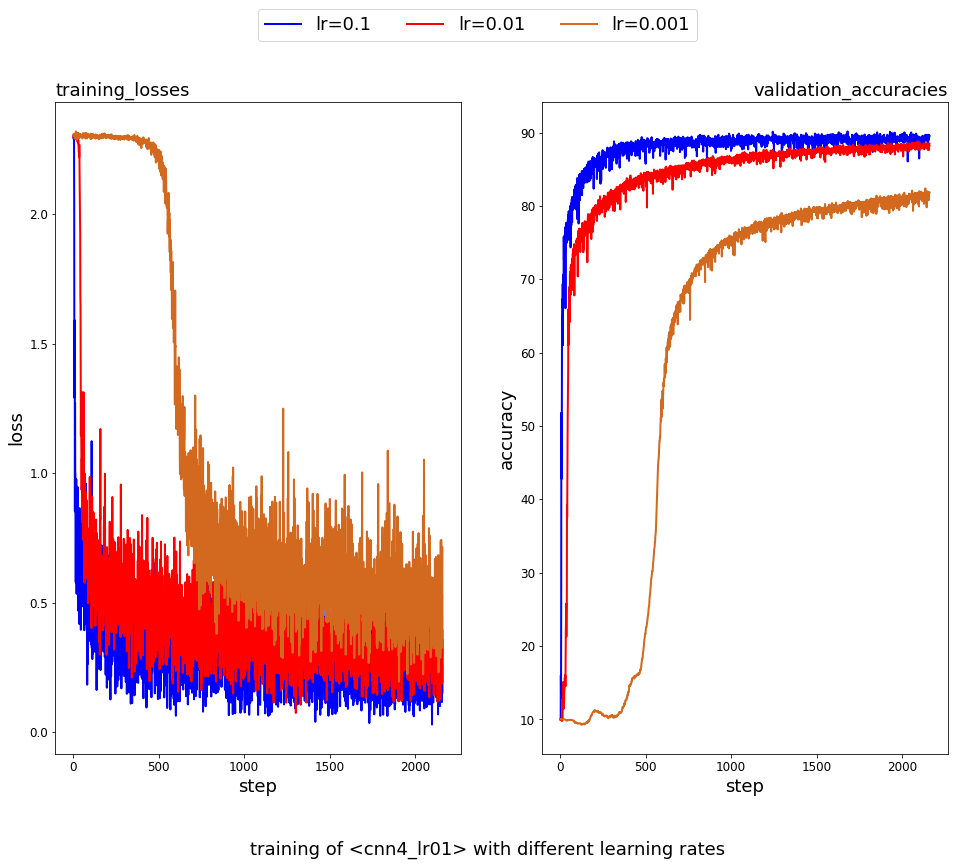 lr=0.1 lr=0.01 lr=0.001
training_losses
validation_accuracies
2.0
1.5
1.0
0.5
0.0
loss
0 500 1000 1500 2000
step
90
80
70
60
50
40
30
20
10
accuracy
0 500 1000 1500 2000
step
training of <cnn4_lr01> with different learning rates